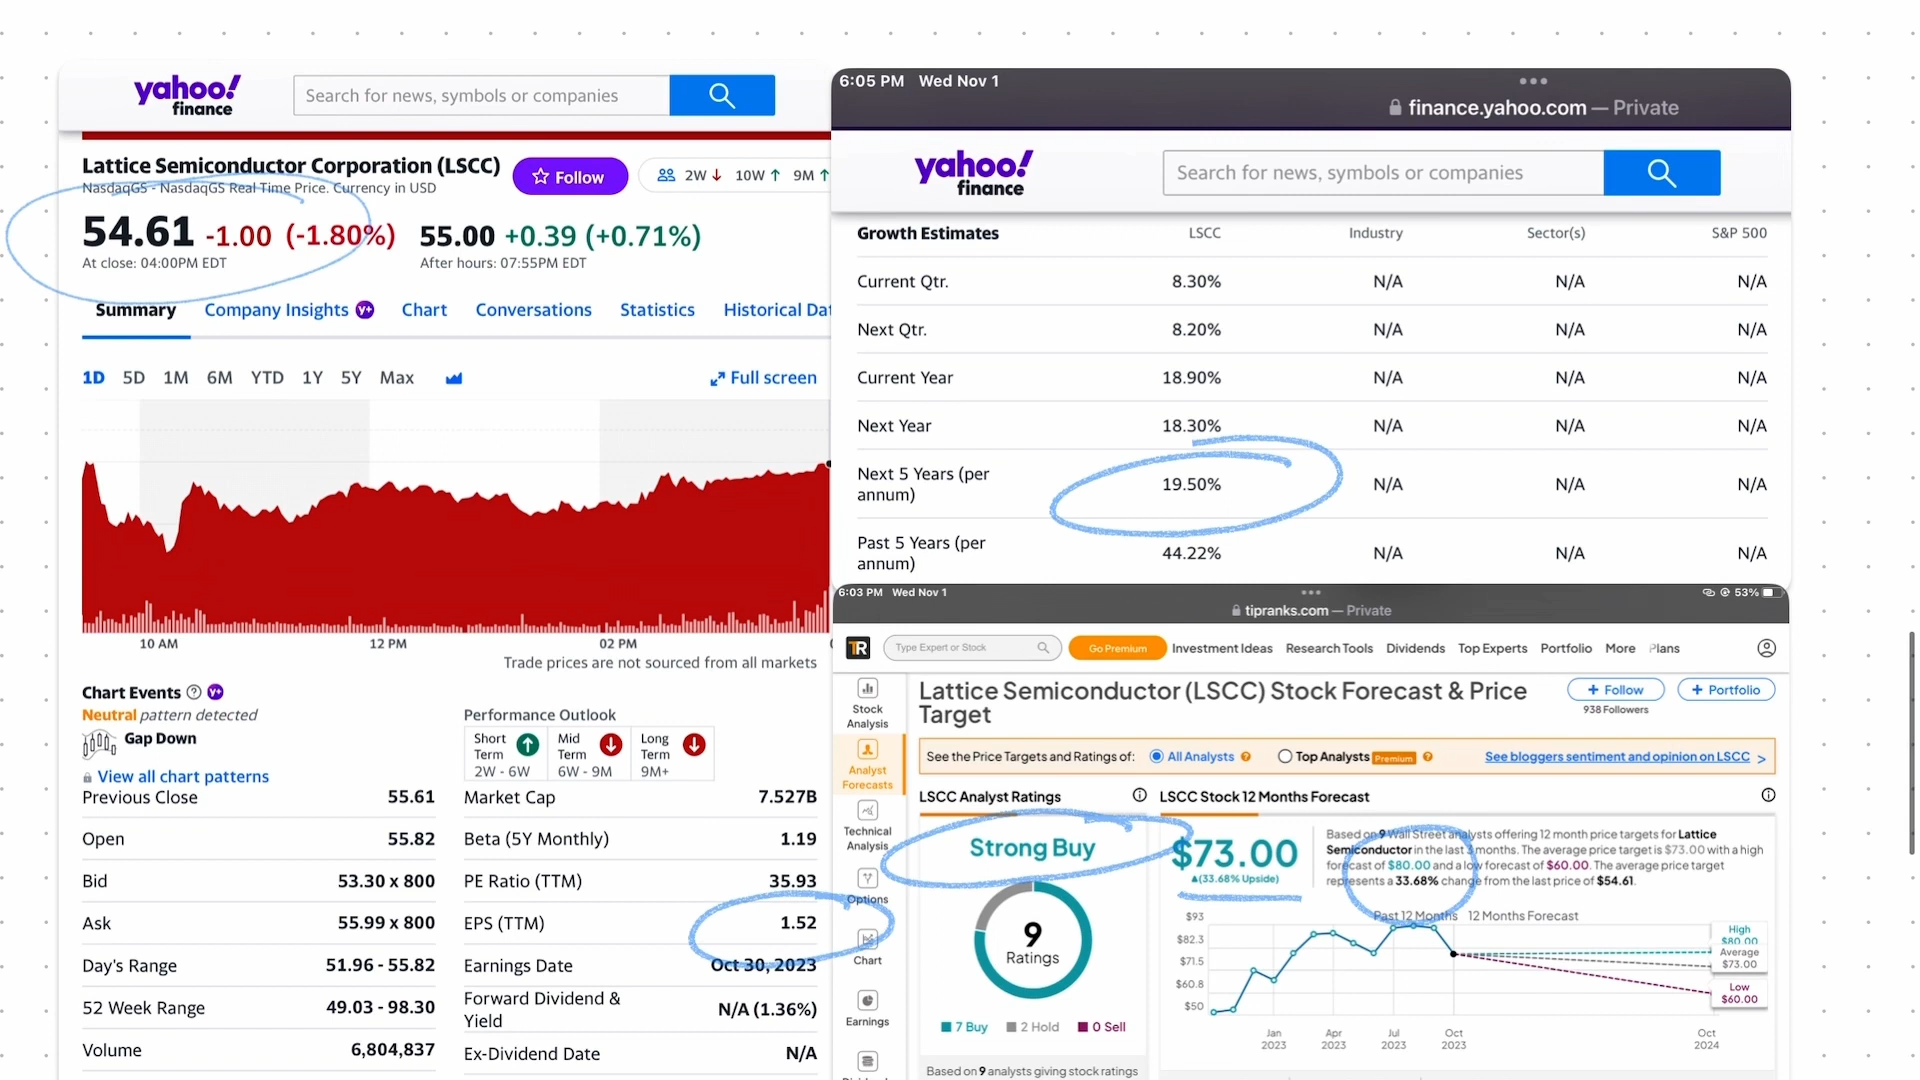 yahoo!
finance
Search for news, symbols or companies
Lattice Semiconductor Corporation (LSCC)
NasdaqGS - NasdaqGS Real Time Price. Currency in USD
Follow
2W 10W 9M
54.61 -1.00 (-1.80%) 55.00 +0.39 (+0.71%)
At close: 04:00PM EDT After hours: 07:55PM EDT
Summary Company Insights y+ Chart Conversations Statistics Historical Dat
1D 5D 1M 6M YTD 1Y 5Y Max Full screen
10 AM 12 PM 02 PM
Trade prices are not sourced from all markets
Chart Events ? y+
Neutral pattern detected
Gap Down
View all chart patterns
Performance Outlook
Short Term 2W - 6W
Mid Term 6W - 9M
Long Term 9M+
Previous Close 55.61
Open 55.82
Bid 53.30 x 800
Ask 55.99 x 800
Day's Range 51.96 - 55.82
52 Week Range 49.03 - 98.30
Volume 6,804,837
Market Cap 7.527B
Beta (5Y Monthly) 1.19
PE Ratio (TTM) 35.93
EPS (TTM) 1.52
Earnings Date Oct 30, 2023
Forward Dividend & Yield N/A (1.36%)
Ex-Dividend Date N/A
6:05 PM Wed Nov 1
finance.yahoo.com — Private
yahoo!
finance
Search for news, symbols or companies
Growth Estimates LSCC Industry Sector(s) S&P 500
Current Qtr. 8.30% N/A N/A N/A
Next Qtr. 8.20% N/A N/A N/A
Current Year 18.90% N/A N/A N/A
Next Year 18.30% N/A N/A N/A
Next 5 Years (per annum) 19.50% N/A N/A N/A
Past 5 Years (per annum) 44.22% N/A N/A N/A
6:03 PM Wed Nov 1 53%
tipranks.com — Private
TR Type Expert or Stock Go Premium Investment Ideas Research Tools Dividends Top Experts Portfolio More Plans
Stock Analysis
Analyst Forecasts
Technical Analysis
Options
Chart
Earnings
Lattice Semiconductor (LSCC) Stock Forecast & Price
Target
+ Follow + Portfolio
938 Followers
See the Price Targets and Ratings of: All Analysts ? Top Analysts Premium ? See bloggers sentiment and opinion on LSCC >
LSCC Analyst Ratings
Strong Buy
9
Ratings
7 Buy 2 Hold 0 Sell
Based on 9 analysts giving stock ratings
LSCC Stock 12 Months Forecast
$73.00
▲(33.68% Upside)
Based on 9 Wall Street analysts offering 12 month price targets for Lattice
Semiconductor in the last 3 months. The average price target is $73.00 with a high
forecast of $80.00 and a low forecast of $60.00. The average price target
represents a 33.68% change from the last price of $54.61.
Past 12 Months 12 Months Forecast
$93
$82.3
$71.5
$60.8
$50
High
$80.00
Average
$73.00
Low
$60.00
Jan 2023
Apr 2023
Jul 2023
Oct 2023
Oct 2024